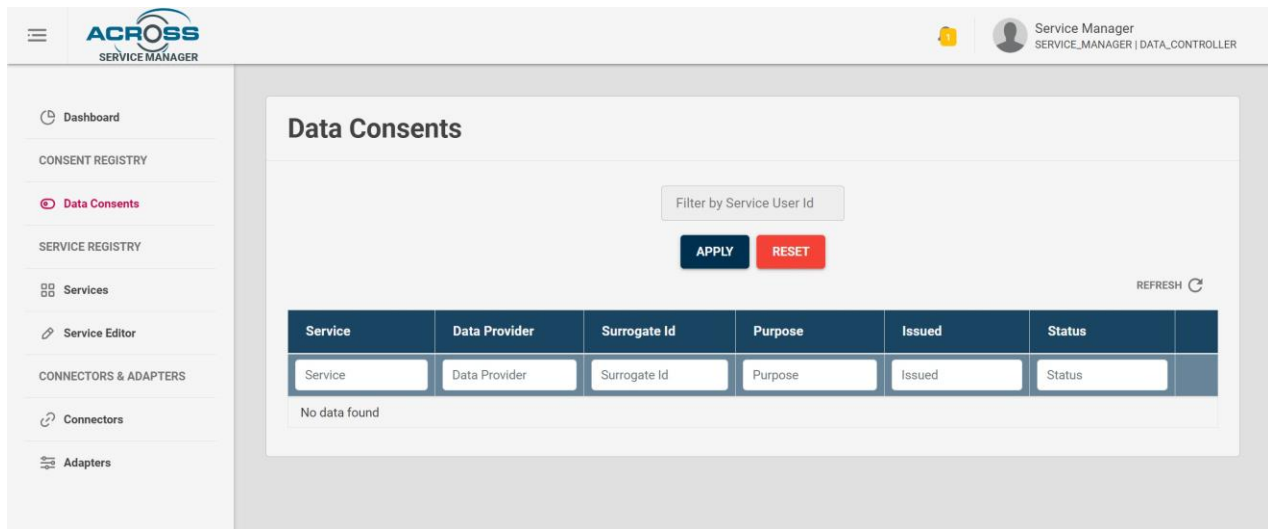 ACROSS
SERVICE MANAGER
1
Service Manager
SERVICE_MANAGER | DATA_CONTROLLER
Dashboard
CONSENT REGISTRY
Data Consents
SERVICE REGISTRY
Services
Service Editor
CONNECTORS & ADAPTERS
Connectors
Adapters
Data Consents
Filter by Service User Id
APPLY RESET
REFRESH
Service Data Provider Surrogate Id Purpose Issued Status
Service Data Provider Surrogate Id Purpose Issued Status
No data found